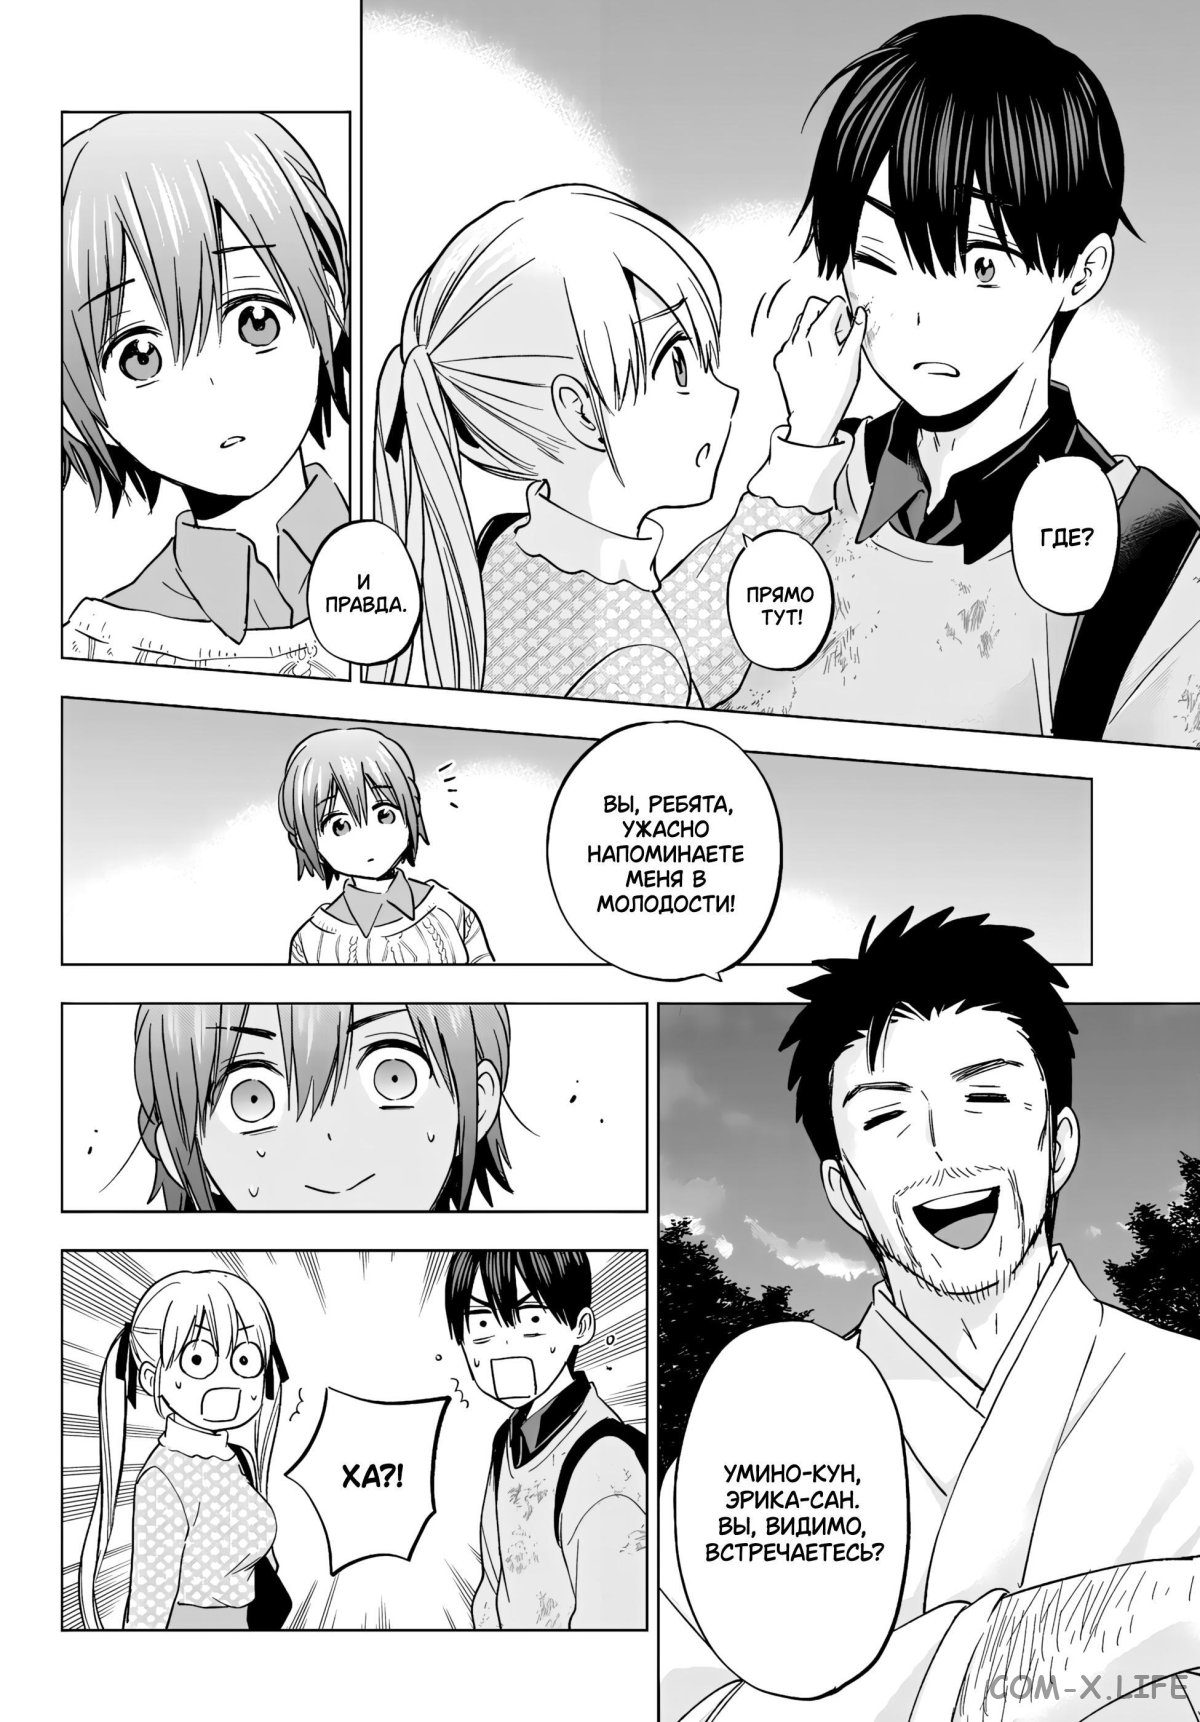 ГДЕ?
ПРЯМО
ТУТ!
И
ПРАВДА.
ВЫ, РЕБЯТА,
УЖАСНО
НАПОМИНАЕТЕ
МЕНЯ В
МОЛОДОСТИ!
УМИНО-КУН,
ЭРИКА-САН.
ВЫ, ВИДИМО,
ВСТРЕЧАЕТЕСЬ?
ХА?!
COM-X.LIFE